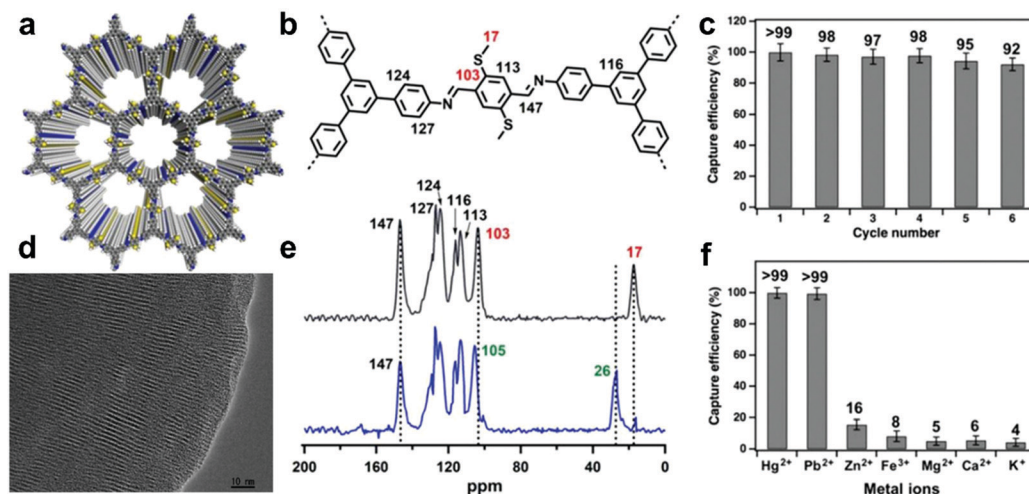 a
b
17
S
124
103
113
N
N
116
127
147
S
c
Capture efficiency (%)
120
100
80
60
40
20
0
>99 98 97 98 95 92
1 2 3 4 5 6
Cycle number
d
10 nm
e
124
147 127 116 113 103 17
147 105 26
200 160 120 80 40 0
ppm
f
Capture efficiency (%)
120
100
80
60
40
20
0
>99 >99 16 8 5 6 4
Hg²⁺ Pb²⁺ Zn²⁺ Fe³⁺ Mg²⁺ Ca²⁺ K⁺
Metal ions